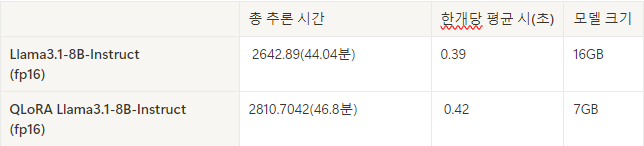 총 추론 시간 한개당 평균 시(초) 모델 크기
Llama3.1-8B-Instruct 2642.89(44.04분) 0.39 16GB
(fp16)
QLoRA Llama3.1-8B-Instruct 2810.7042(46.8분) 0.42 7GB
(fp16)